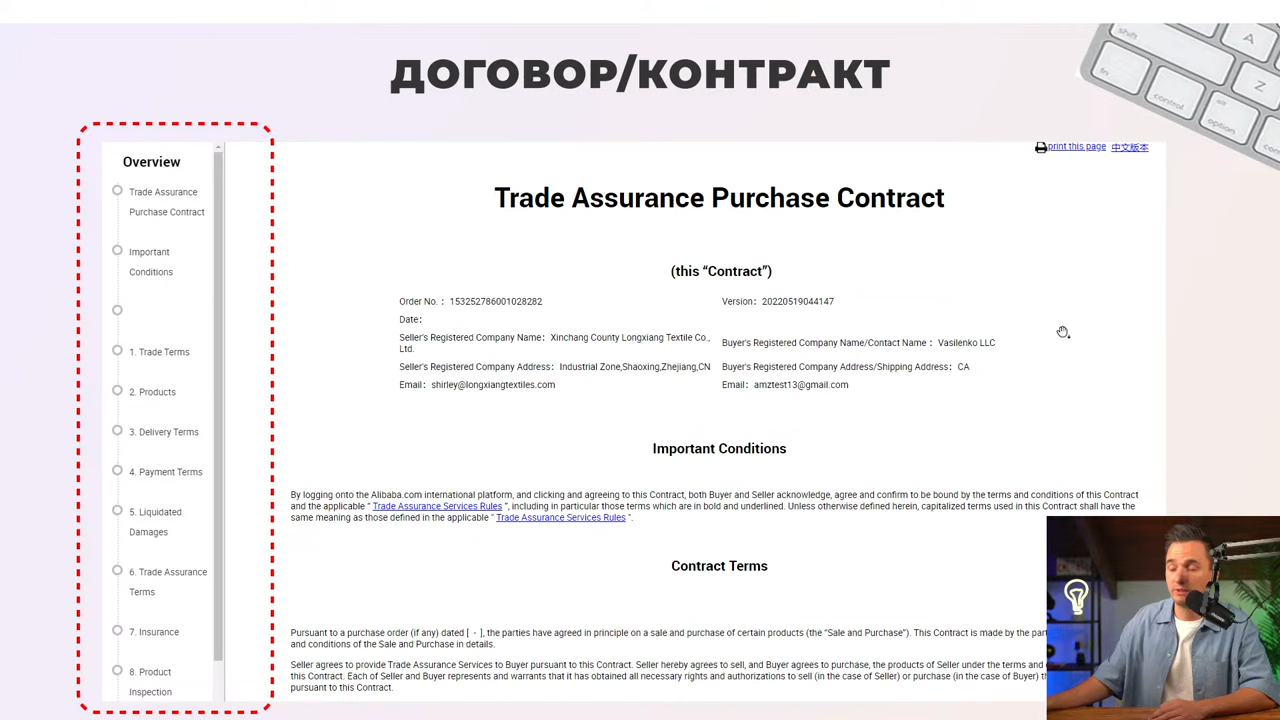 ДОГОВОР/КОНТРАКТ
shift
A
fn
Z
control
alt
option
Overview
Trade Assurance
Purchase Contract
Important
Conditions
1. Trade Terms
2. Products
3. Delivery Terms
4. Payment Terms
5. Liquidated
Damages
6. Trade Assurance
Terms
7. Insurance
8. Product
Inspection
print this page 中文版本
Trade Assurance Purchase Contract
(this “Contract”)
Order No. : 153252786001028282
Version: 20220519044147
Date:
Seller's Registered Company Name: Xinchang County Longxiang Textile Co.,
Ltd.
Buyer's Registered Company Name/Contact Name : Vasilenko LLC
Seller's Registered Company Address: Industrial Zone,Shaoxing,Zhejiang,CN
Buyer's Registered Company Address/Shipping Address: CA
Email: shirley@longxiangtextiles.com
Email: amztest13@gmail.com
Important Conditions
By logging onto the Alibaba.com international platform, and clicking and agreeing to this Contract, both Buyer and Seller acknowledge, agree and confirm to be bound by the terms and conditions of this Contract
and the applicable “ Trade Assurance Services Rules ”, including in particular those terms which are in bold and underlined. Unless otherwise defined herein, capitalized terms used in this Contract shall have the
same meaning as those defined in the applicable “ Trade Assurance Services Rules ”.
Contract Terms
Pursuant to a purchase order (if any) dated [ - ], the parties have agreed in principle on a sale and purchase of certain products (the “Sale and Purchase”). This Contract is made by the part
and conditions of the Sale and Purchase in details.
Seller agrees to provide Trade Assurance Services to Buyer pursuant to this Contract. Seller hereby agrees to sell, and Buyer agrees to purchase, the products of Seller under the terms and
this Contract. Each of Seller and Buyer represents and warrants that it has obtained all necessary rights and authorizations to sell (in the case of Seller) or purchase (in the case of Buyer) th
pursuant to this Contract.